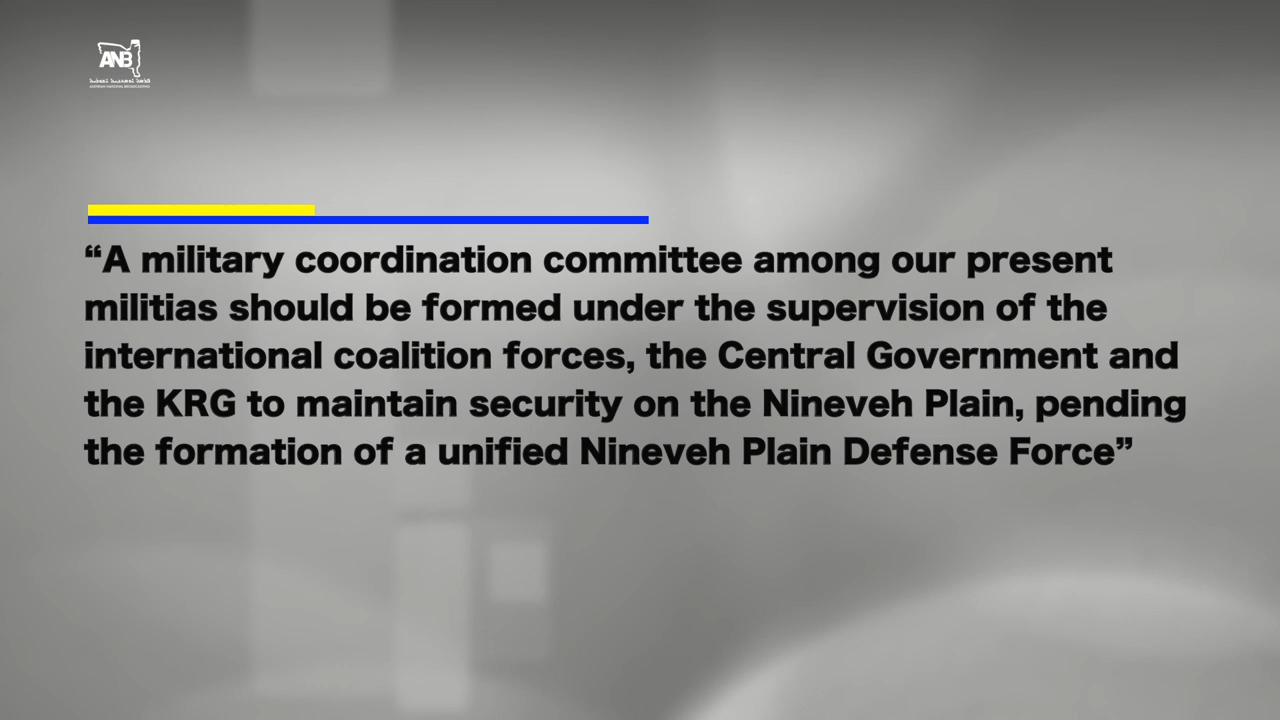 ANB
“A military coordination committee among our present
militias should be formed under the supervision of the
international coalition forces, the Central Government and
the KRG to maintain security on the Nineveh Plain, pending
the formation of a unified Nineveh Plain Defense Force”